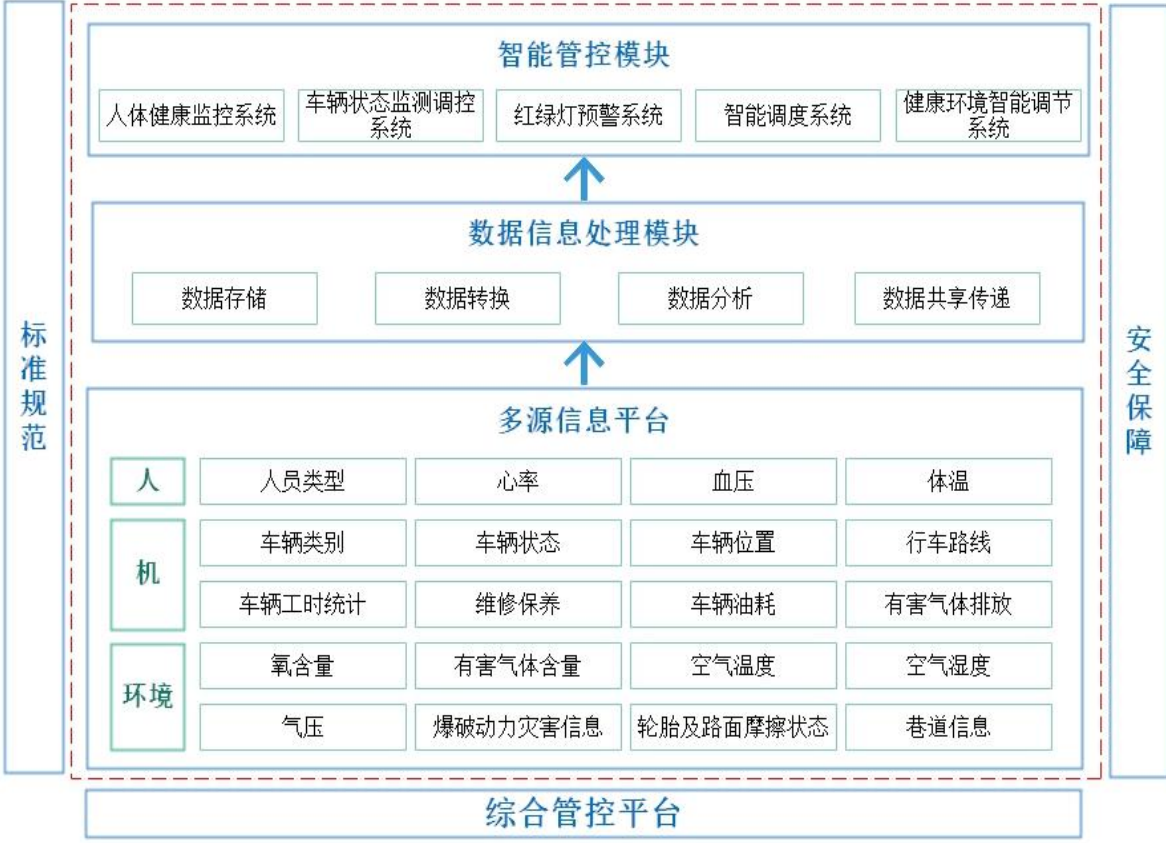 智能管控模块
人体健康监控系统
车辆状态监测调控
系统
红绿灯预警系统
智能调度系统
健康环境智能调节
系统
数据信息处理模块
数据存储
数据转换
数据分析
数据共享传递
标准规范
安全保障
多源信息平台
人
人员类型
心率
血压
体温
机
车辆类别
车辆状态
车辆位置
行车路线
车辆工时统计
维修保养
车辆油耗
有害气体排放
环境
氧含量
有害气体含量
空气温度
空气湿度
气压
爆破动力灾害信息
轮胎及路面摩擦状态
巷道信息
综合管控平台